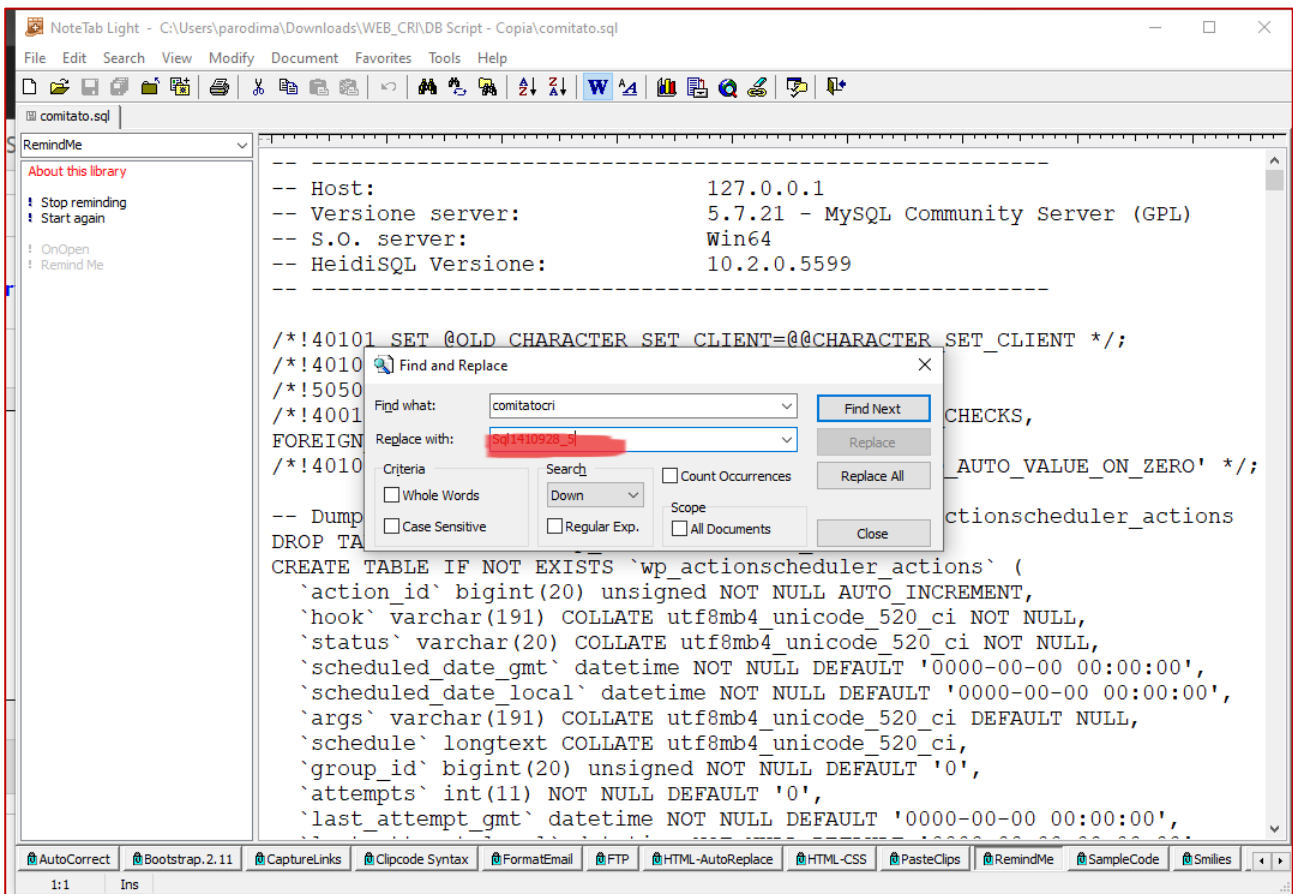 NoteTab Light - C:\Users\parodima\Downloads\WEB_CRI\DB Script - Copia\comitato.sql
File Edit Search View Modify Document Favorites Tools Help
comitato.sql
RemindMe
About this library
! Stop reminding
! Start again
! OnOpen
! Remind Me
-- --------------------------------------------------------
-- Host: 127.0.0.1
-- Versione server: 5.7.21 - MySQL Community Server (GPL)
-- S.O. server: Win64
-- HeidiSQL Versione: 10.2.0.5599
-- --------------------------------------------------------
/*!40101 SET @OLD_CHARACTER_SET_CLIENT=@@CHARACTER_SET_CLIENT */;
/*!4010
/*!5050
/*!4001 CHECKS,
FOREIGN
/*!4010 AUTO_VALUE_ON_ZERO' */;
-- Dump ctionscheduler_actions
DROP TA
CREATE TABLE IF NOT EXISTS `wp_actionscheduler_actions` (
`action_id` bigint(20) unsigned NOT NULL AUTO_INCREMENT,
`hook` varchar(191) COLLATE utf8mb4_unicode_520_ci NOT NULL,
`status` varchar(20) COLLATE utf8mb4_unicode_520_ci NOT NULL,
`scheduled_date_gmt` datetime NOT NULL DEFAULT '0000-00-00 00:00:00',
`scheduled_date_local` datetime NOT NULL DEFAULT '0000-00-00 00:00:00',
`args` varchar(191) COLLATE utf8mb4_unicode_520_ci DEFAULT NULL,
`schedule` longtext COLLATE utf8mb4_unicode_520_ci,
`group_id` bigint(20) unsigned NOT NULL DEFAULT '0',
`attempts` int(11) NOT NULL DEFAULT '0',
`last_attempt_gmt` datetime NOT NULL DEFAULT '0000-00-00 00:00:00',
Find and Replace
Find what: comitatocri Find Next
Replace with: Sql1410928_5 Replace
Criteria Search Count Occurrences Replace All
Whole Words Down Scope
Case Sensitive Regular Exp. All Documents Close
AutoCorrect Bootstrap.2.11 CaptureLinks Clipcode Syntax FormatEmail FTP HTML-AutoReplace HTML-CSS PasteClips RemindMe SampleCode Smilies
1:1 Ins